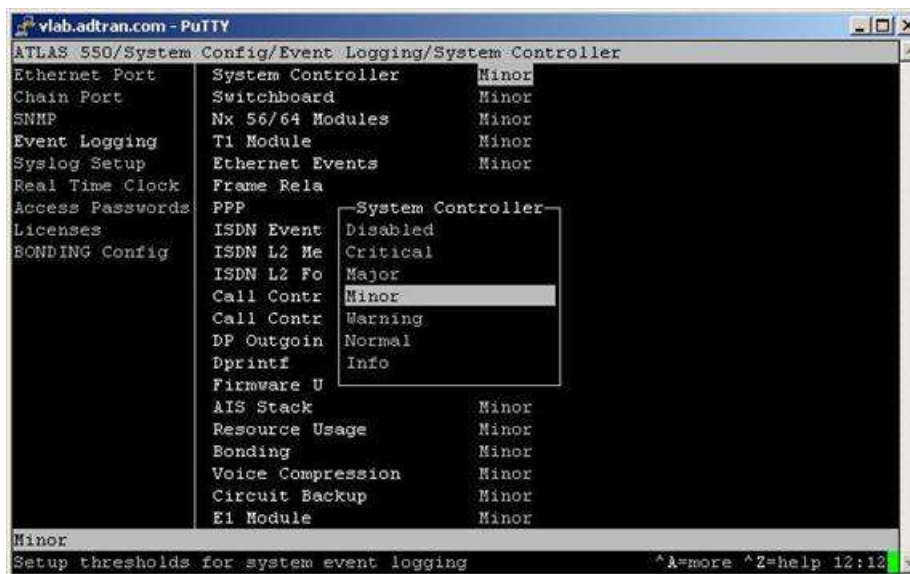 vlab.adtran.com - PuTTY
ATLAS 550/System Config/Event Logging/System Controller
Ethernet Port System Controller Minor
Chain Port Switchboard Minor
SNMP Nx 56/64 Modules Minor
Event Logging T1 Module Minor
Syslog Setup Ethernet Events Minor
Real Time Clock Frame Rela
Access Passwords PPP System Controller
Licenses ISDN Event Disabled
BONDING Config ISDN L2 Me Critical
ISDN L2 Fo Major
Call Contr Minor
Call Contr Warning
DP Outgoin Normal
Dprintf Info
Firmware U
AIS Stack Minor
Resource Usage Minor
Bonding Minor
Voice Compression Minor
Circuit Backup Minor
E1 Module Minor
Minor
Setup thresholds for system event logging ^A=more ^Z=help 12:12